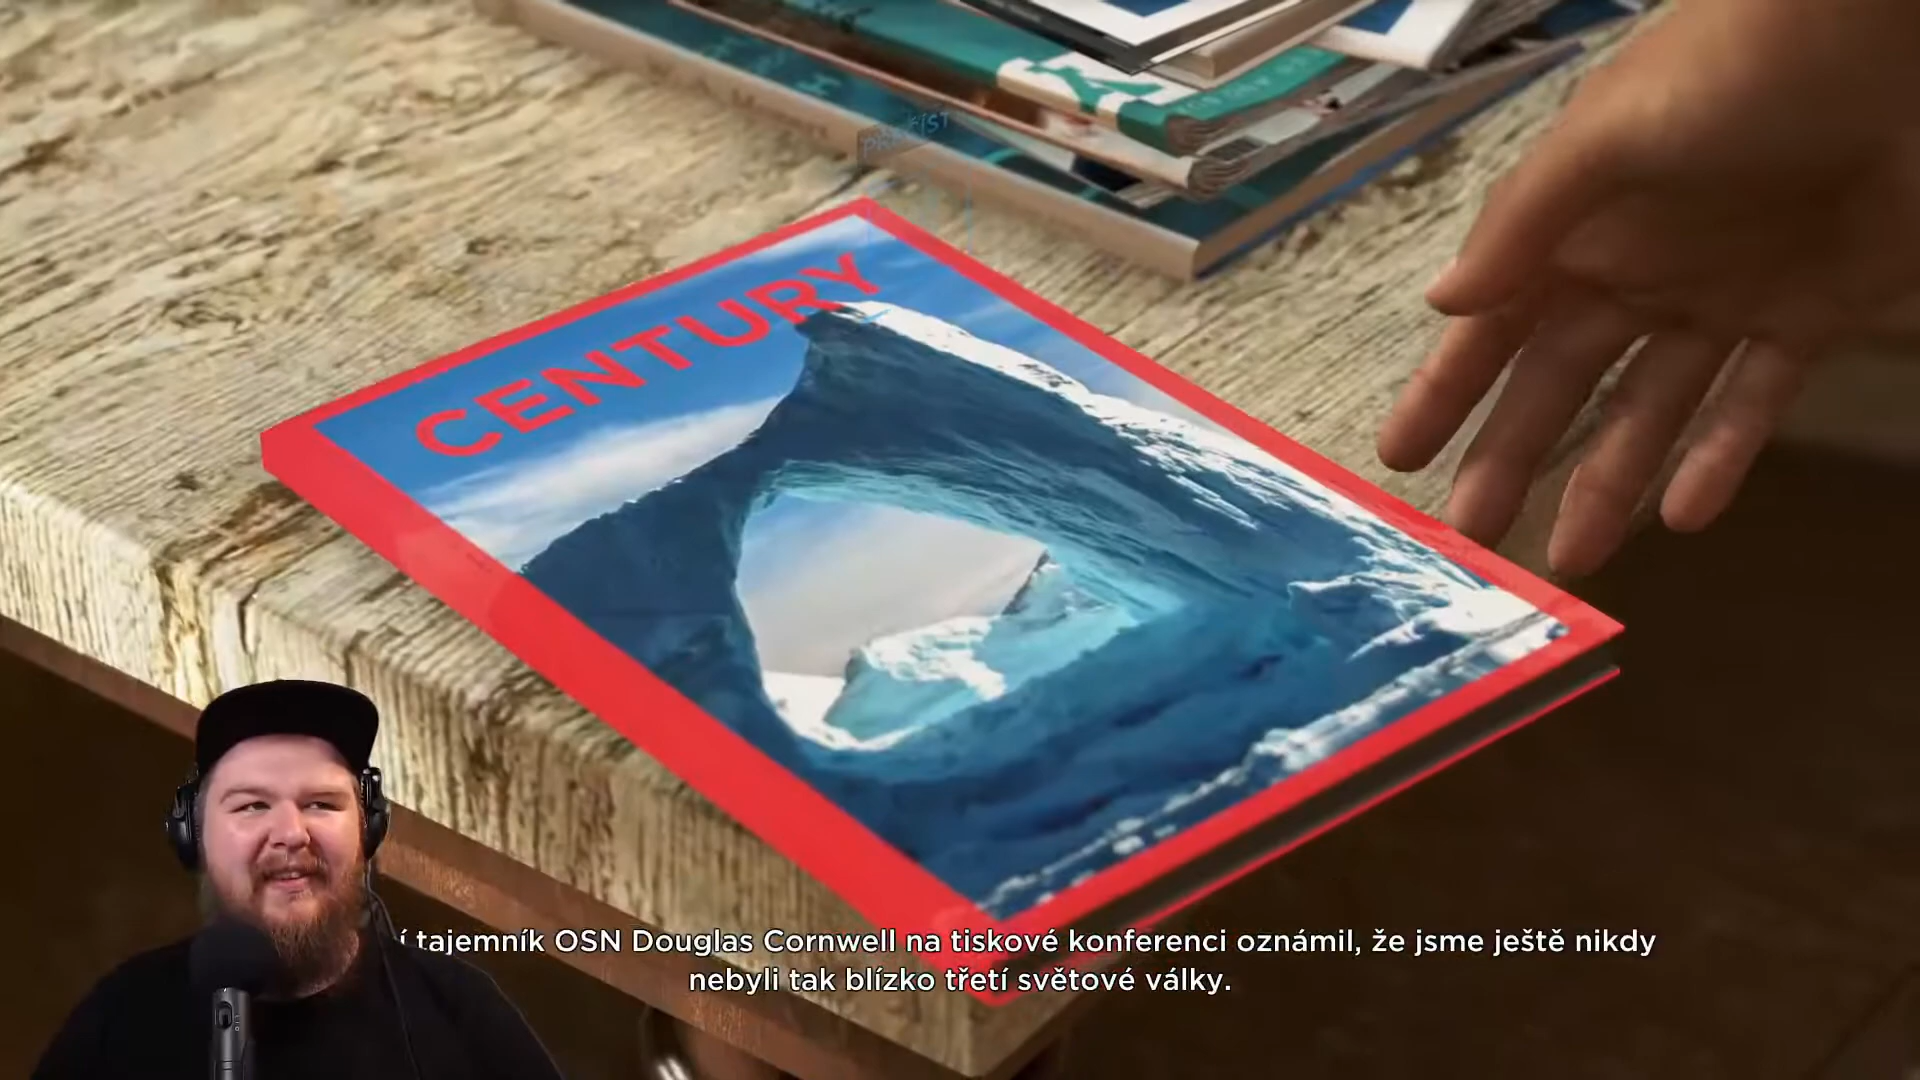 PŘEČÍST
CENTURY
í tajemník OSN Douglas Cornwell na tiskové konferenci oznámil, že jsme ještě nikdy
nebyli tak blízko třetí světové války.